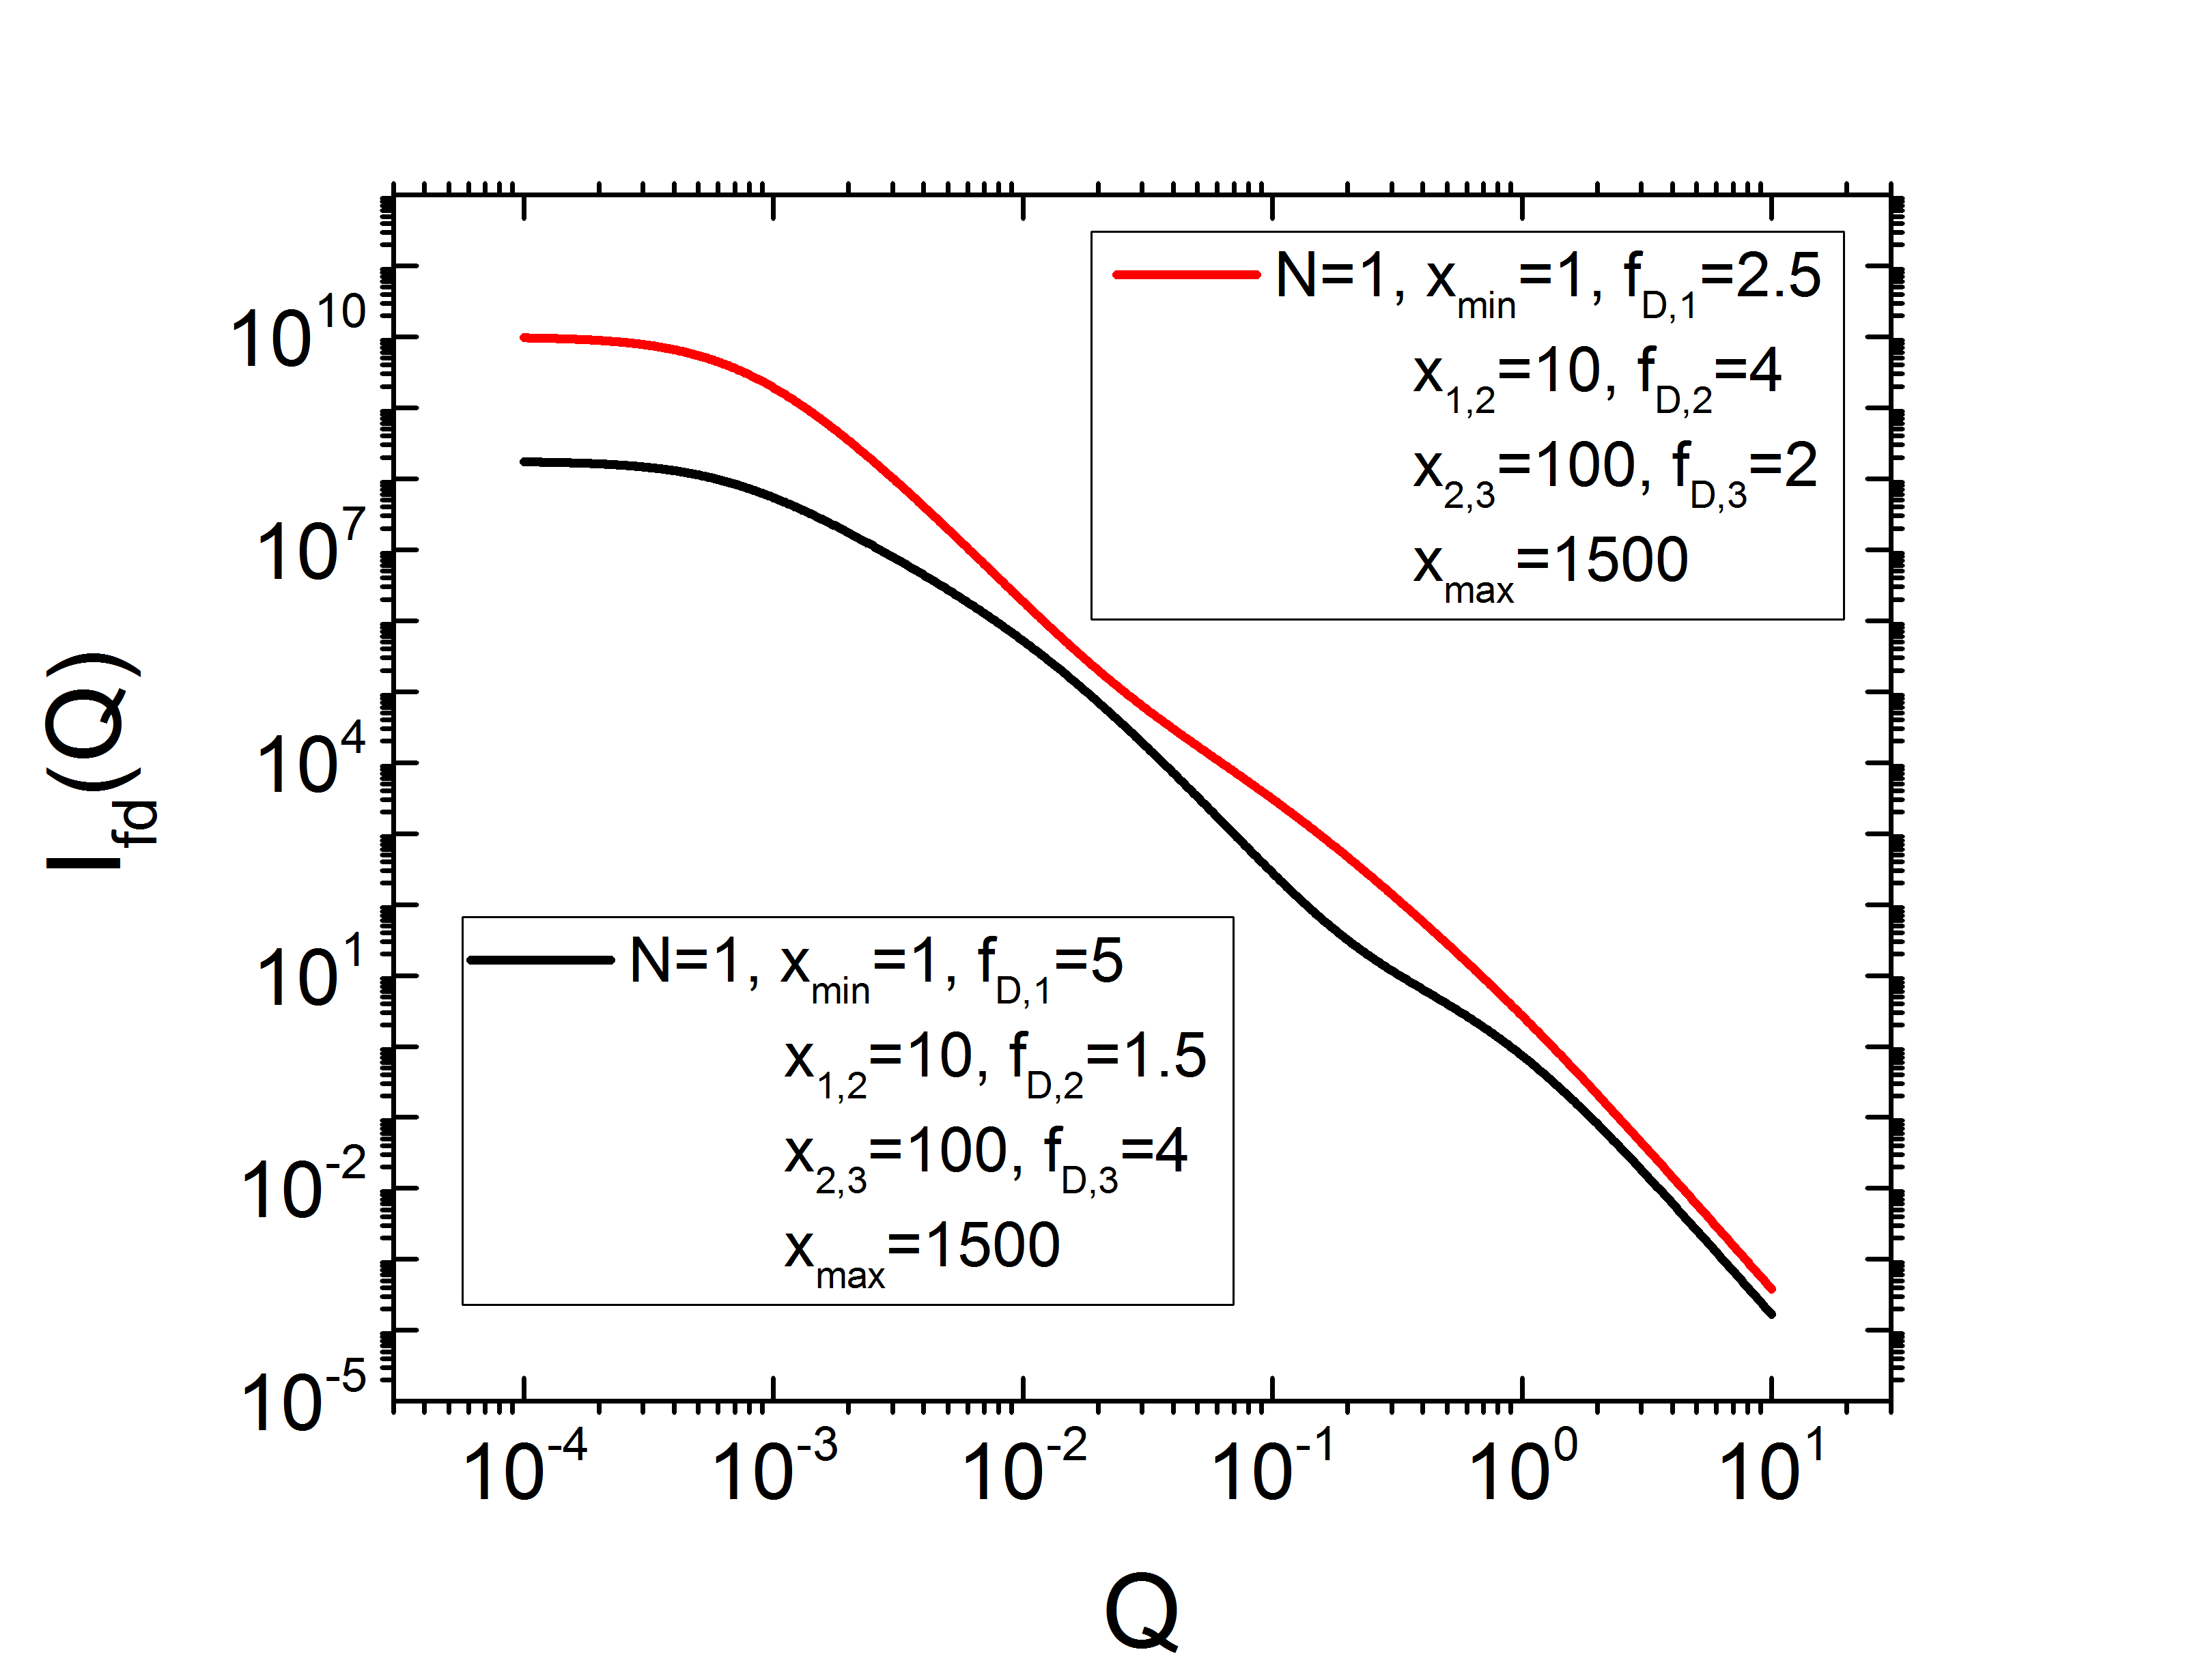 N=1, x_min=1, f_D,1=2.5
x_1,2=10, f_D,2=4
x_2,3=100, f_D,3=2
x_max=1500
10^10
10^7
10^4
10^1
10^-2
10^-5
I_fd(Q)
N=1, x_min=1, f_D,1=5
x_1,2=10, f_D,2=1.5
x_2,3=100, f_D,3=4
x_max=1500
10^-4 10^-3 10^-2 10^-1 10^0 10^1
Q